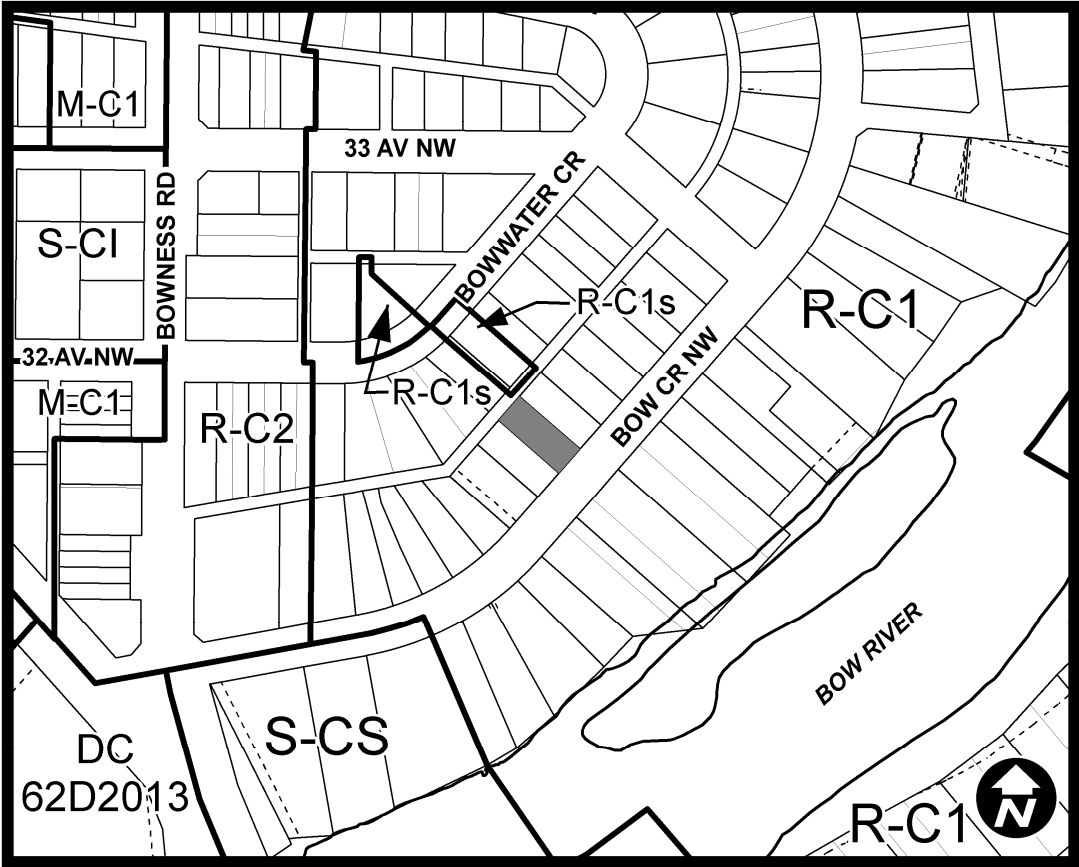 M-C1
33 AV NW
BOWNESS RD
BOWWATER CR
S-CI
R-C1s
R-C1
32 AV NW
R-C1s
M-C1
R-C2
BOW CR NW
BOW RIVER
S-CS
DC
62D2013
R-C1
N